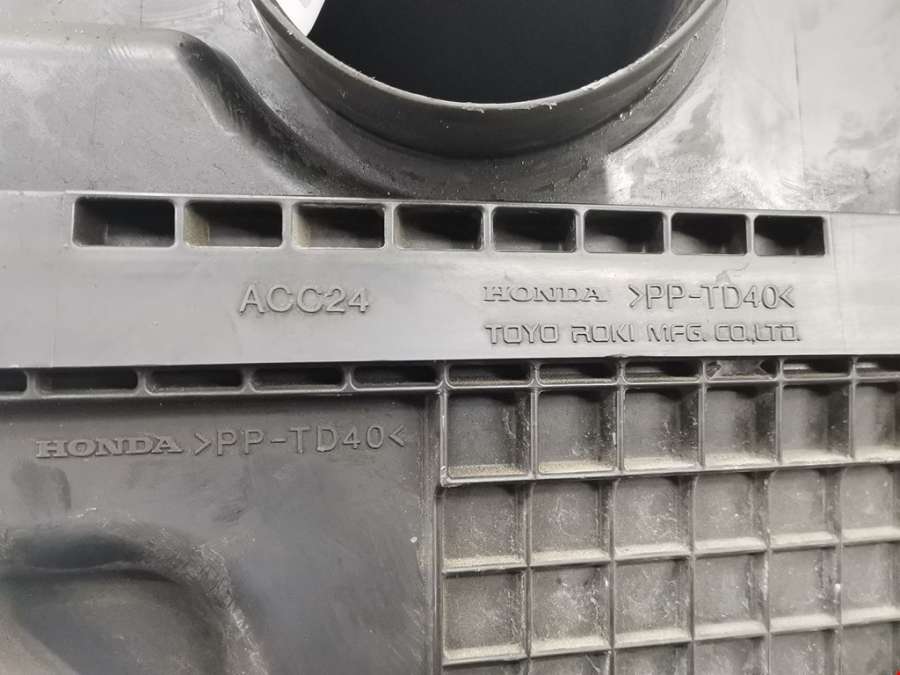 ACC24
HONDA >PP-TD40<
TOYO ROKI MFG. CO.,LTD.
HONDA >PP-TD40<